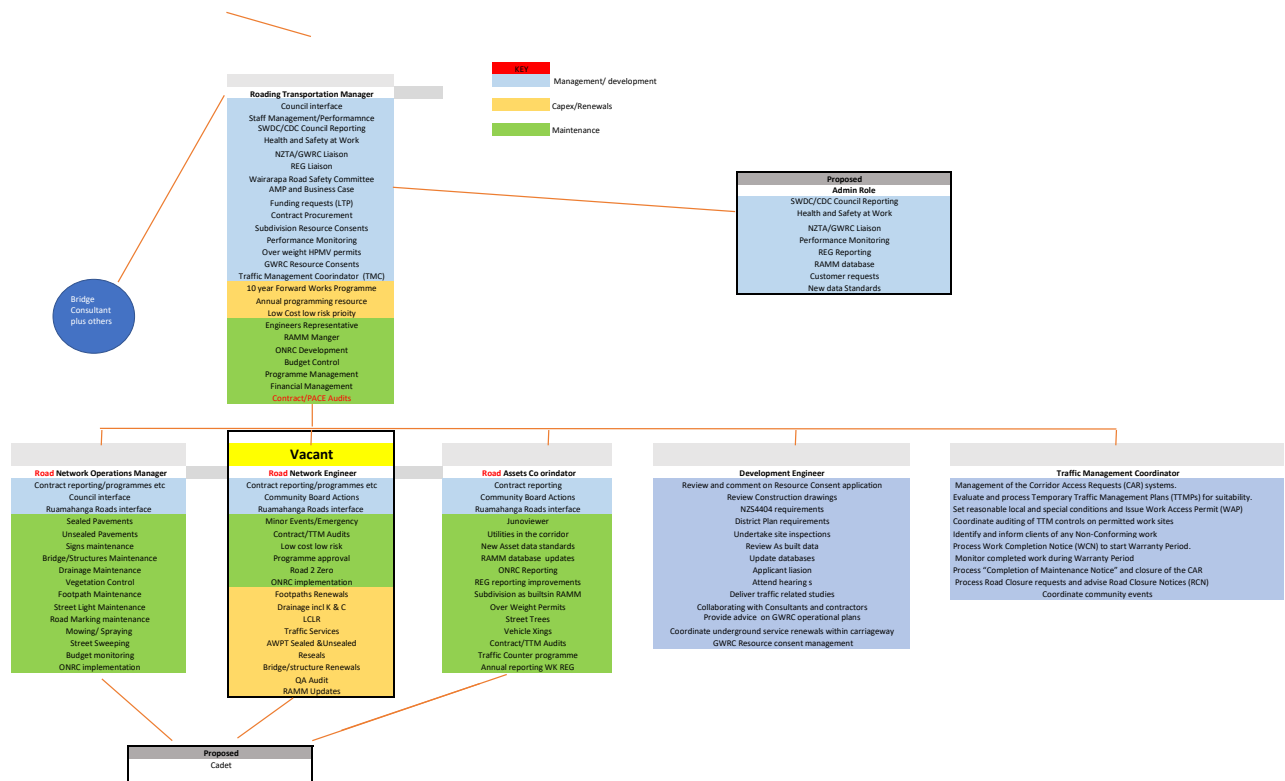 KEY
Management/ development
Capex/Renewals
Maintenance
Roading Transportation Manager
Council interface
Staff Management/Performamnce
SWDC/CDC Council Reporting
Health and Safety at Work
NZTA/GWRC Liaison
REG Liaison
Wairarapa Road Safety Committee
AMP and Business Case
Funding requests (LTP)
Contract Procurement
Subdivision Resource Consents
Performance Monitoring
Over weight HPMV permits
GWRC Resource Consents
Traffic Management Coorindator (TMC)
10 year Forward Works Programme
Annual programming resource
Low Cost low risk prioity
Engineers Representative
RAMM Manger
ONRC Development
Budget Control
Programme Management
Financial Management
Contract/PACE Audits
Proposed
Admin Role
SWDC/CDC Council Reporting
Health and Safety at Work
NZTA/GWRC Liaison
Performance Monitoring
REG Reporting
RAMM database
Customer requests
New data Standards
Bridge
Consultant
plus others
Road Network Operations Manager
Contract reporting/programmes etc
Council interface
Ruamahanga Roads interface
Sealed Pavements
Unsealed Pavements
Signs maintenance
Bridge/Structures Maintenance
Drainage Maintenance
Vegetation Control
Footpath Maintenance
Street Light Maintenance
Road Marking maintenance
Mowing/ Spraying
Street Sweeping
Budget monitoring
ONRC implementation
Vacant
Road Network Engineer
Contract reporting/programmes etc
Community Board Actions
Ruamahanga Roads interface
Minor Events/Emergency
Contract/TTM Audits
Low cost low risk
Programme approval
Road 2 Zero
ONRC implementation
Footpaths Renewals
Drainage incl K & C
LCLR
Traffic Services
AWPT Sealed &Unsealed
Reseals
Bridge/structure Renewals
QA Audit
RAMM Updates
Road Assets Co orindator
Contract reporting
Community Board Actions
Ruamahanga Roads interface
Junoviewer
Utilities in the corridor
New Asset data standards
RAMM database updates
ONRC Reporting
REG reporting improvements
Subdivision as builtsin RAMM
Over Weight Permits
Street Trees
Vehicle Xings
Contract/TTM Audits
Traffic Counter programme
Annual reporting WK REG
Development Engineer
Review and comment on Resource Consent application
Review Construction drawings
NZS4404 requirements
District Plan requirements
Undertake site inspections
Review As built data
Update databases
Applicant liasion
Attend hearing s
Deliver traffic related studies
Collaborating with Consultants and contractors
Provide advice on GWRC operational plans
Coordinate underground service renewals within carriageway
GWRC Resource consent management
Traffic Management Coordinator
Management of the Corridor Access Requests (CAR) systems.
Evaluate and process Temporary Traffic Management Plans (TTMPs) for suitability.
Set reasonable local and special conditions and Issue Work Access Permit (WAP)
Coordinate auditing of TTM controls on permitted work sites
Identify and inform clients of any Non-Conforming work
Process Work Completion Notice (WCN) to start Warranty Period.
Monitor completed work during Warranty Period
Process “Completion of Maintenance Notice” and closure of the CAR
Process Road Closure requests and advise Road Closure Notices (RCN)
Coordinate community events
Proposed
Cadet